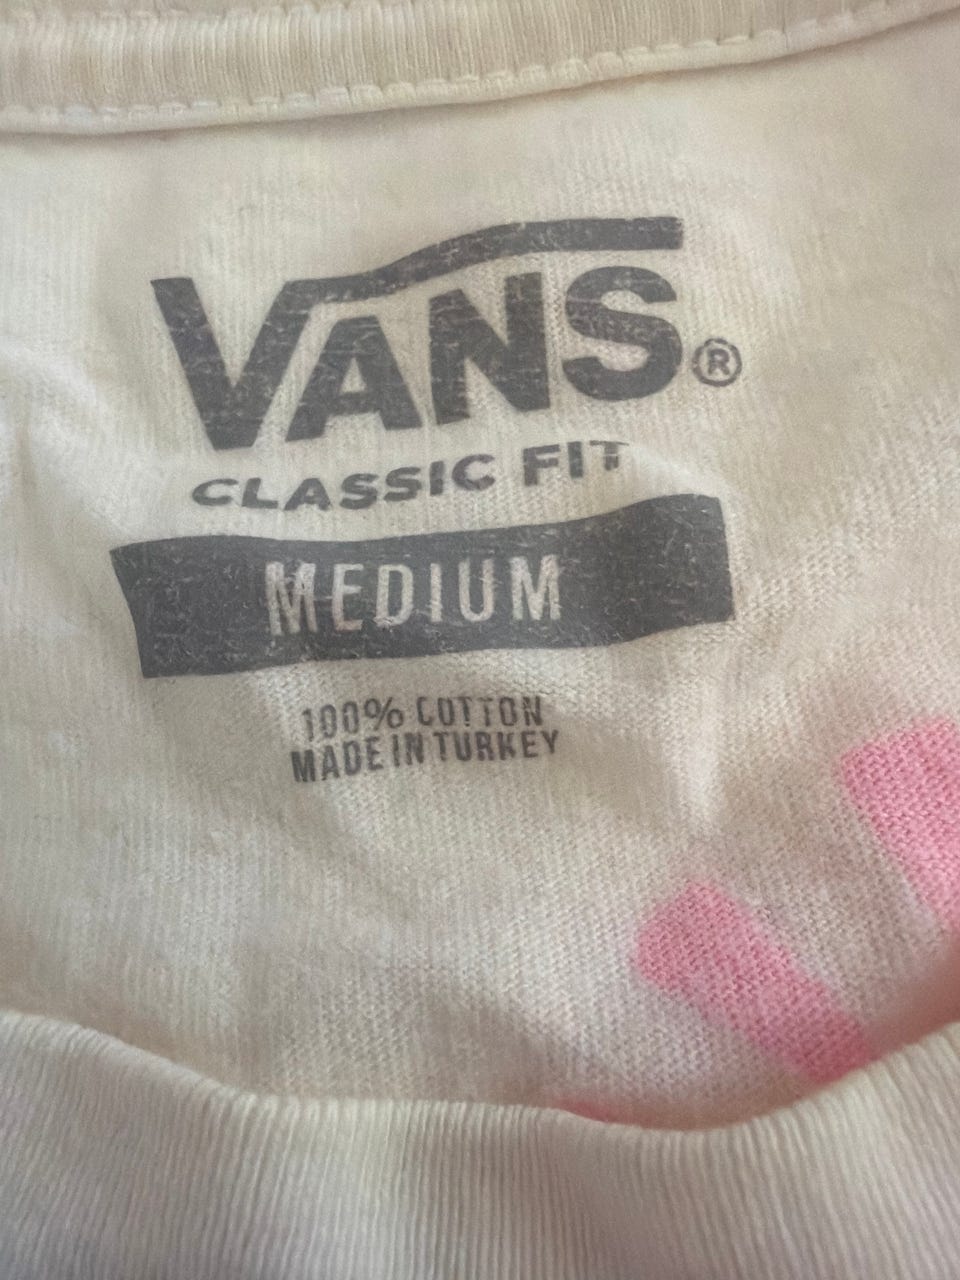 VANS®
CLASSIC FIT
MEDIUM
100% COTTON
MADE IN TURKEY